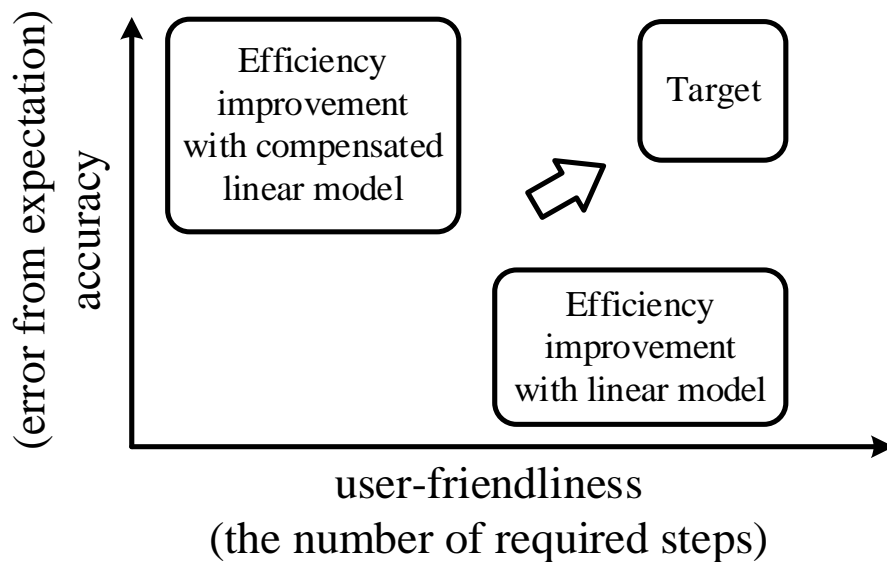 Efficiency
improvement
with compensated
linear model
Target
Efficiency
improvement
with linear model
(error from expectation)
accuracy
user-friendliness
(the number of required steps)